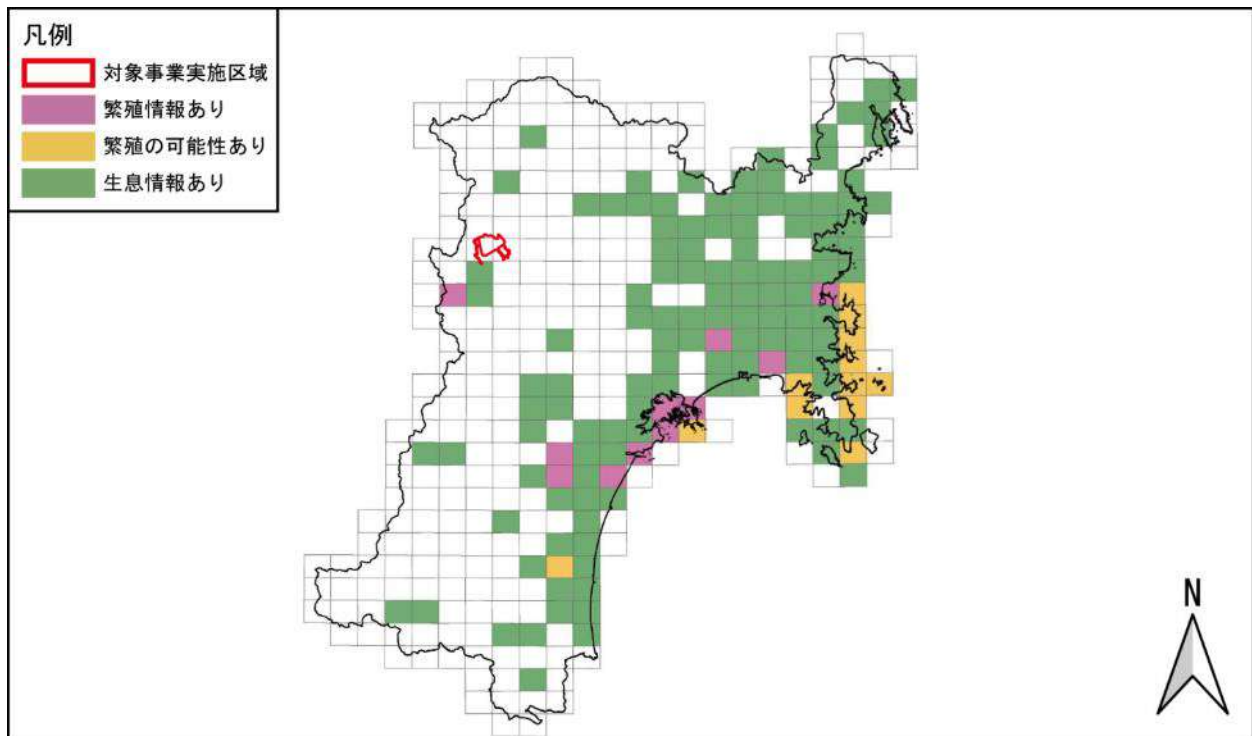 凡例
対象事業実施区域
繁殖情報あり
繁殖の可能性あり
生息情報あり
N